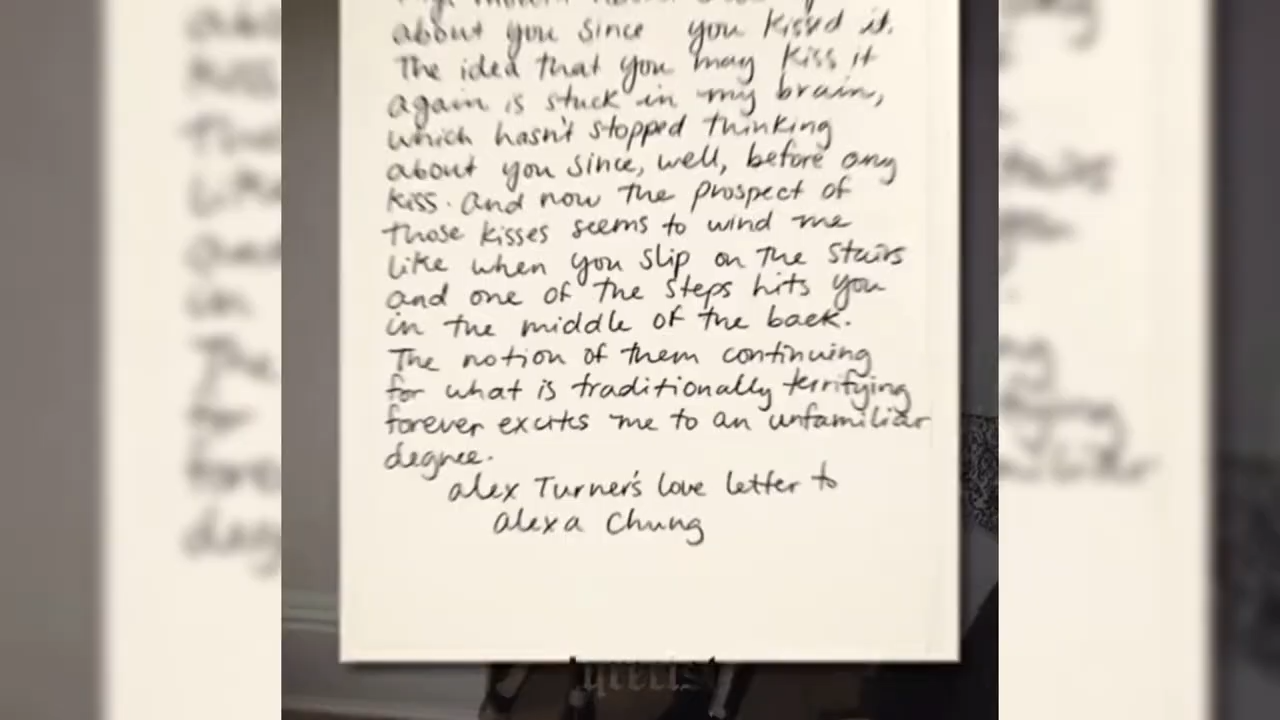 about you since you kissed it.
The idea that you may kiss it
again is stuck in my brain,
which hasn't stopped thinking
about you since, well, before any
kiss. And now the prospect of
those kisses seems to wind me
like when you slip on the stairs
and one of the steps hits you
in the middle of the back.
The notion of them continuing
for what is traditionally terrifying
forever excites me to an unfamiliar
degree.
alex Turner's love letter to
alexa Chung